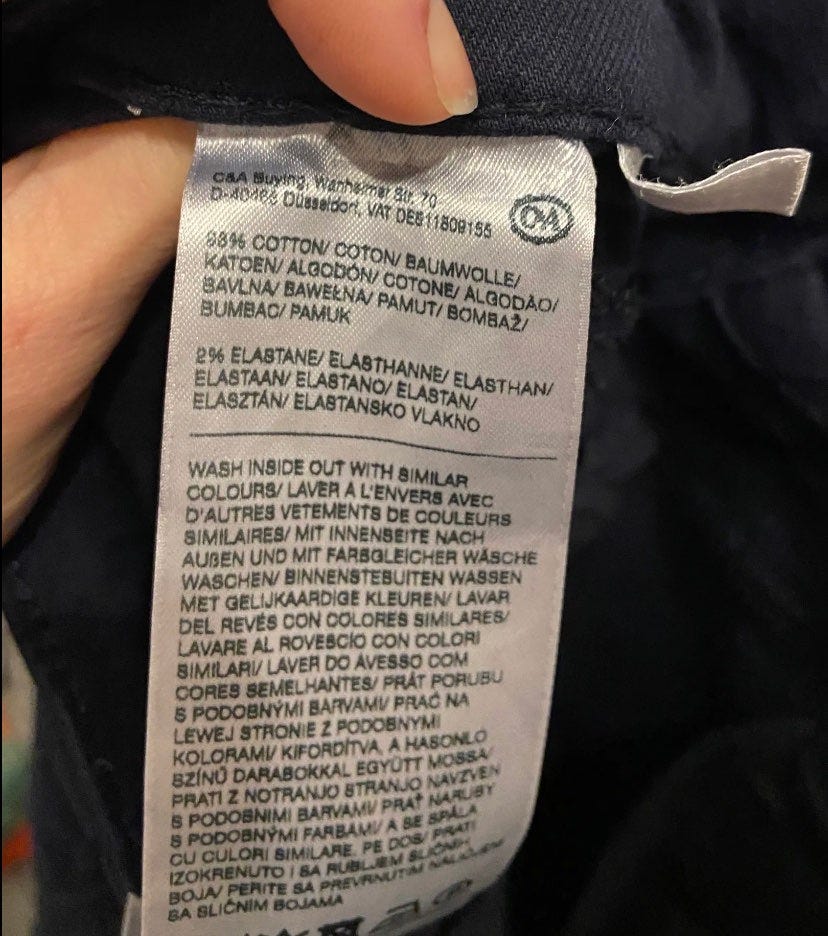 C&A Buying, Wanheimer Str. 70
D-40468 Düsseldorf, VAT DE811809155
C&A
98% COTTON/ COTON/ BAUMWOLLE/
KATOEN/ ALGODÓN/ COTONE/ ALGODÃO/
BAVLNA/ BAWEŁNA/ PAMUT/ BOMBAŽ/
BUMBAC/ PAMUK
2% ELASTANE/ ELASTHANNE/ ELASTHAN/
ELASTAAN/ ELASTANO/ ELASTAN/
ELASZTÁN/ ELASTANSKO VLAKNO
WASH INSIDE OUT WITH SIMILAR
COLOURS/ LAVER A L'ENVERS AVEC
D'AUTRES VETEMENTS DE COULEURS
SIMILAIRES/ MIT INNENSEITE NACH
AUßEN UND MIT FARBGLEICHER WÄSCHE
WASCHEN/ BINNENSTEBUITEN WASSEN
MET GELIJKAARDIGE KLEUREN/ LAVAR
DEL REVÉS CON COLORES SIMILARES/
LAVARE AL ROVESCIO CON COLORI
SIMILARI/ LAVER DO AVESSO COM
CORES SEMELHANTES/ PRÁT PORUBU
S PODOBNÝMI BARVAMI/ PRAĆ NA
LEWEJ STRONIE Z PODOBNYMI
KOLORAMI/ KIFORDÍTVA, A HASONLÓ
SZÍNŰ DARABOKKAL EGYÜTT MOSSA/
PRATI Z NOTRANJO STRANJO NAVZVEN
S PODOBNIMI BARVAMI/ PRAŤ NARUBY
S PODOBNÝMI FARBAMI/ A SE SPĂLA
CU CULORI SIMILARE, PE DOS/ PRATI
IZOKRENUTO I SA RUBLJEM SLIČNIH
BOJA/ PERITE SA PREVRNUTIM NALIČJEM
SA SLIČNIM BOJAMA